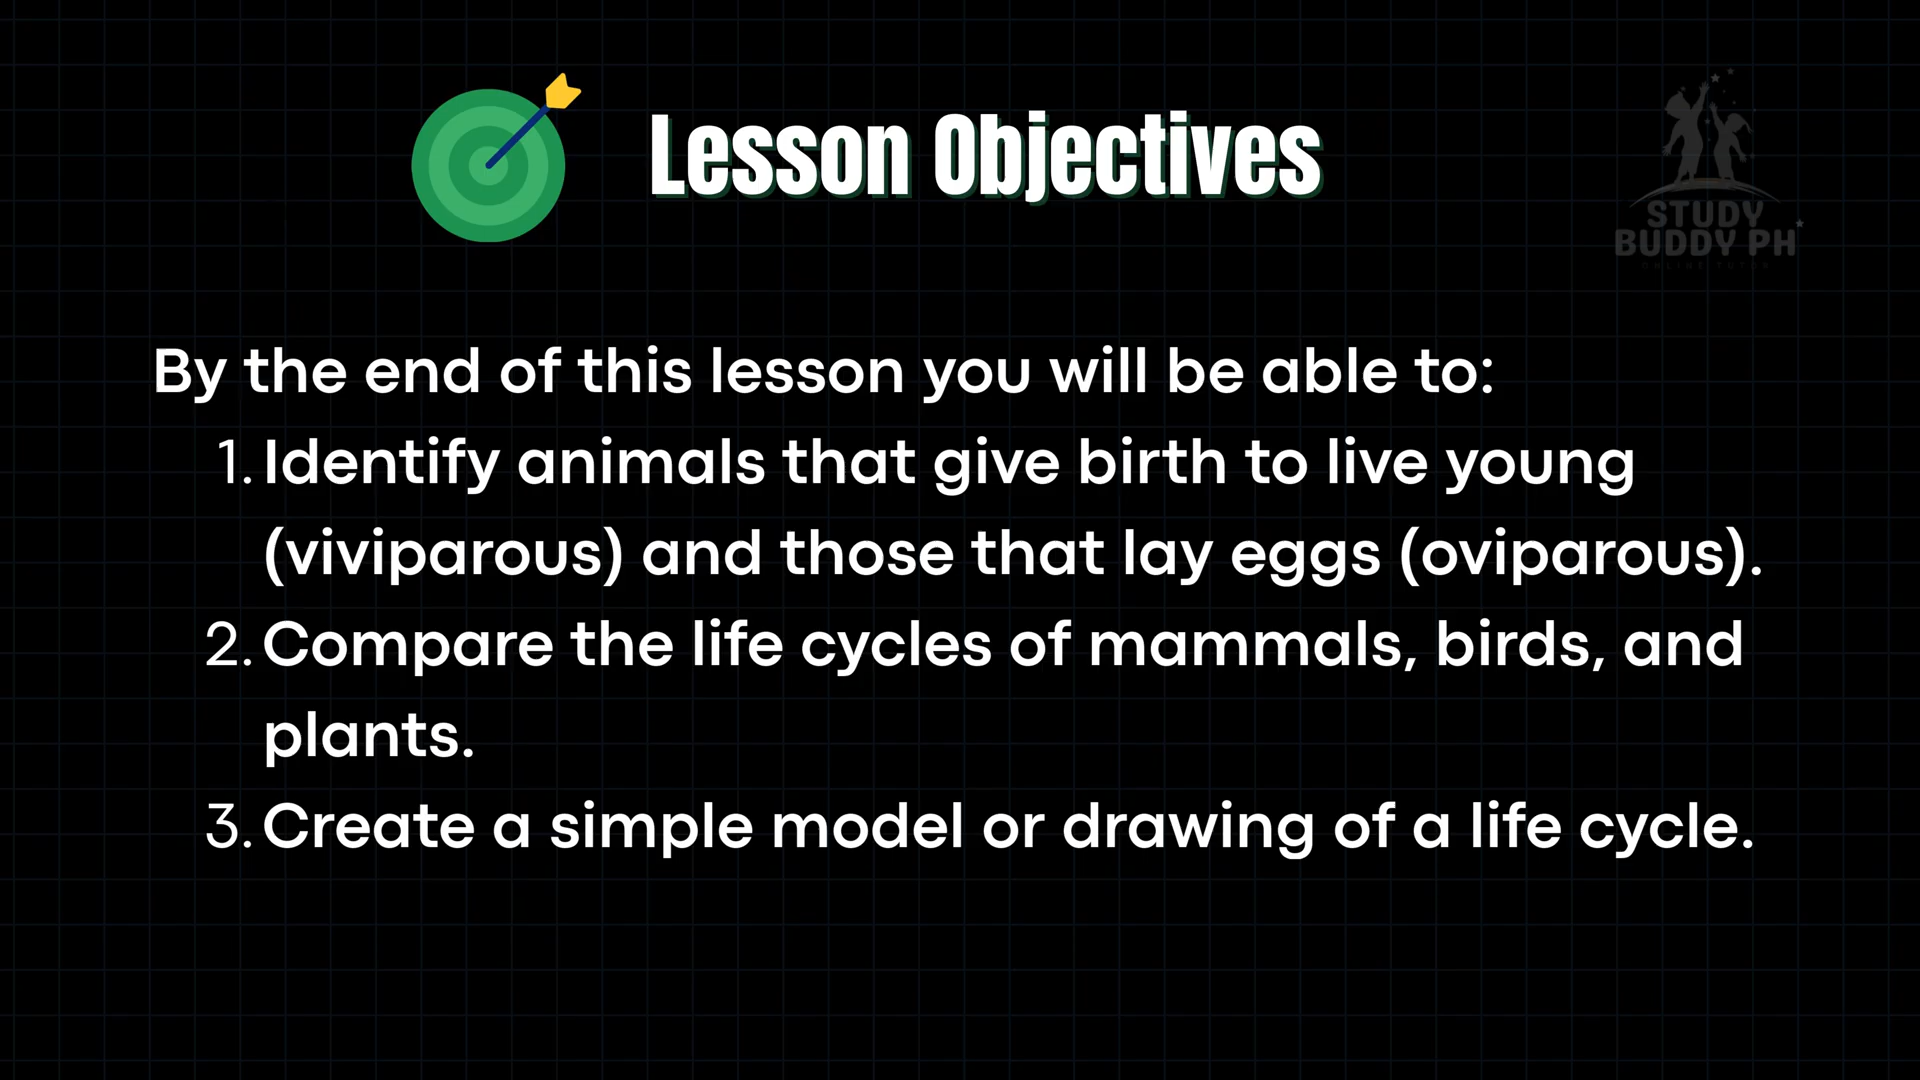 Lesson Objectives
STUDY
BUDDY PH
ONLINE TUTOR
By the end of this lesson you will be able to:
1. Identify animals that give birth to live young
(viviparous) and those that lay eggs (oviparous).
2. Compare the life cycles of mammals, birds, and
plants.
3. Create a simple model or drawing of a life cycle.